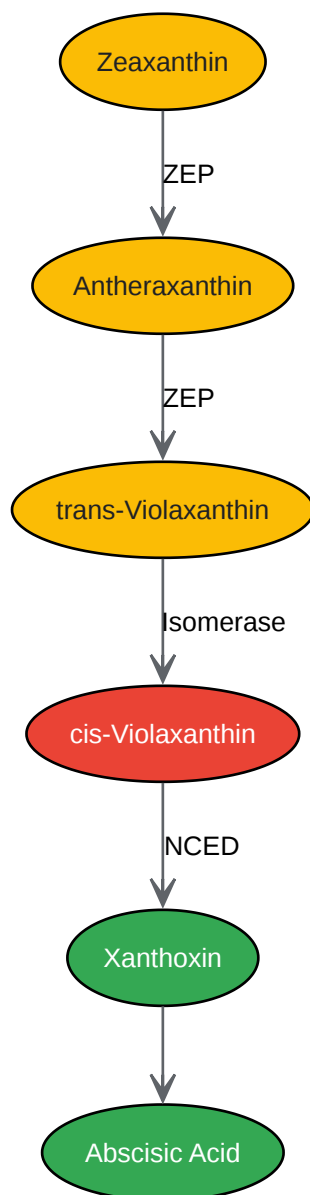 Zeaxanthin
ZEP
Antheraxanthin
ZEP
trans-Violaxanthin
Isomerase
cis-Violaxanthin
NCED
Xanthoxin
Abscisic Acid